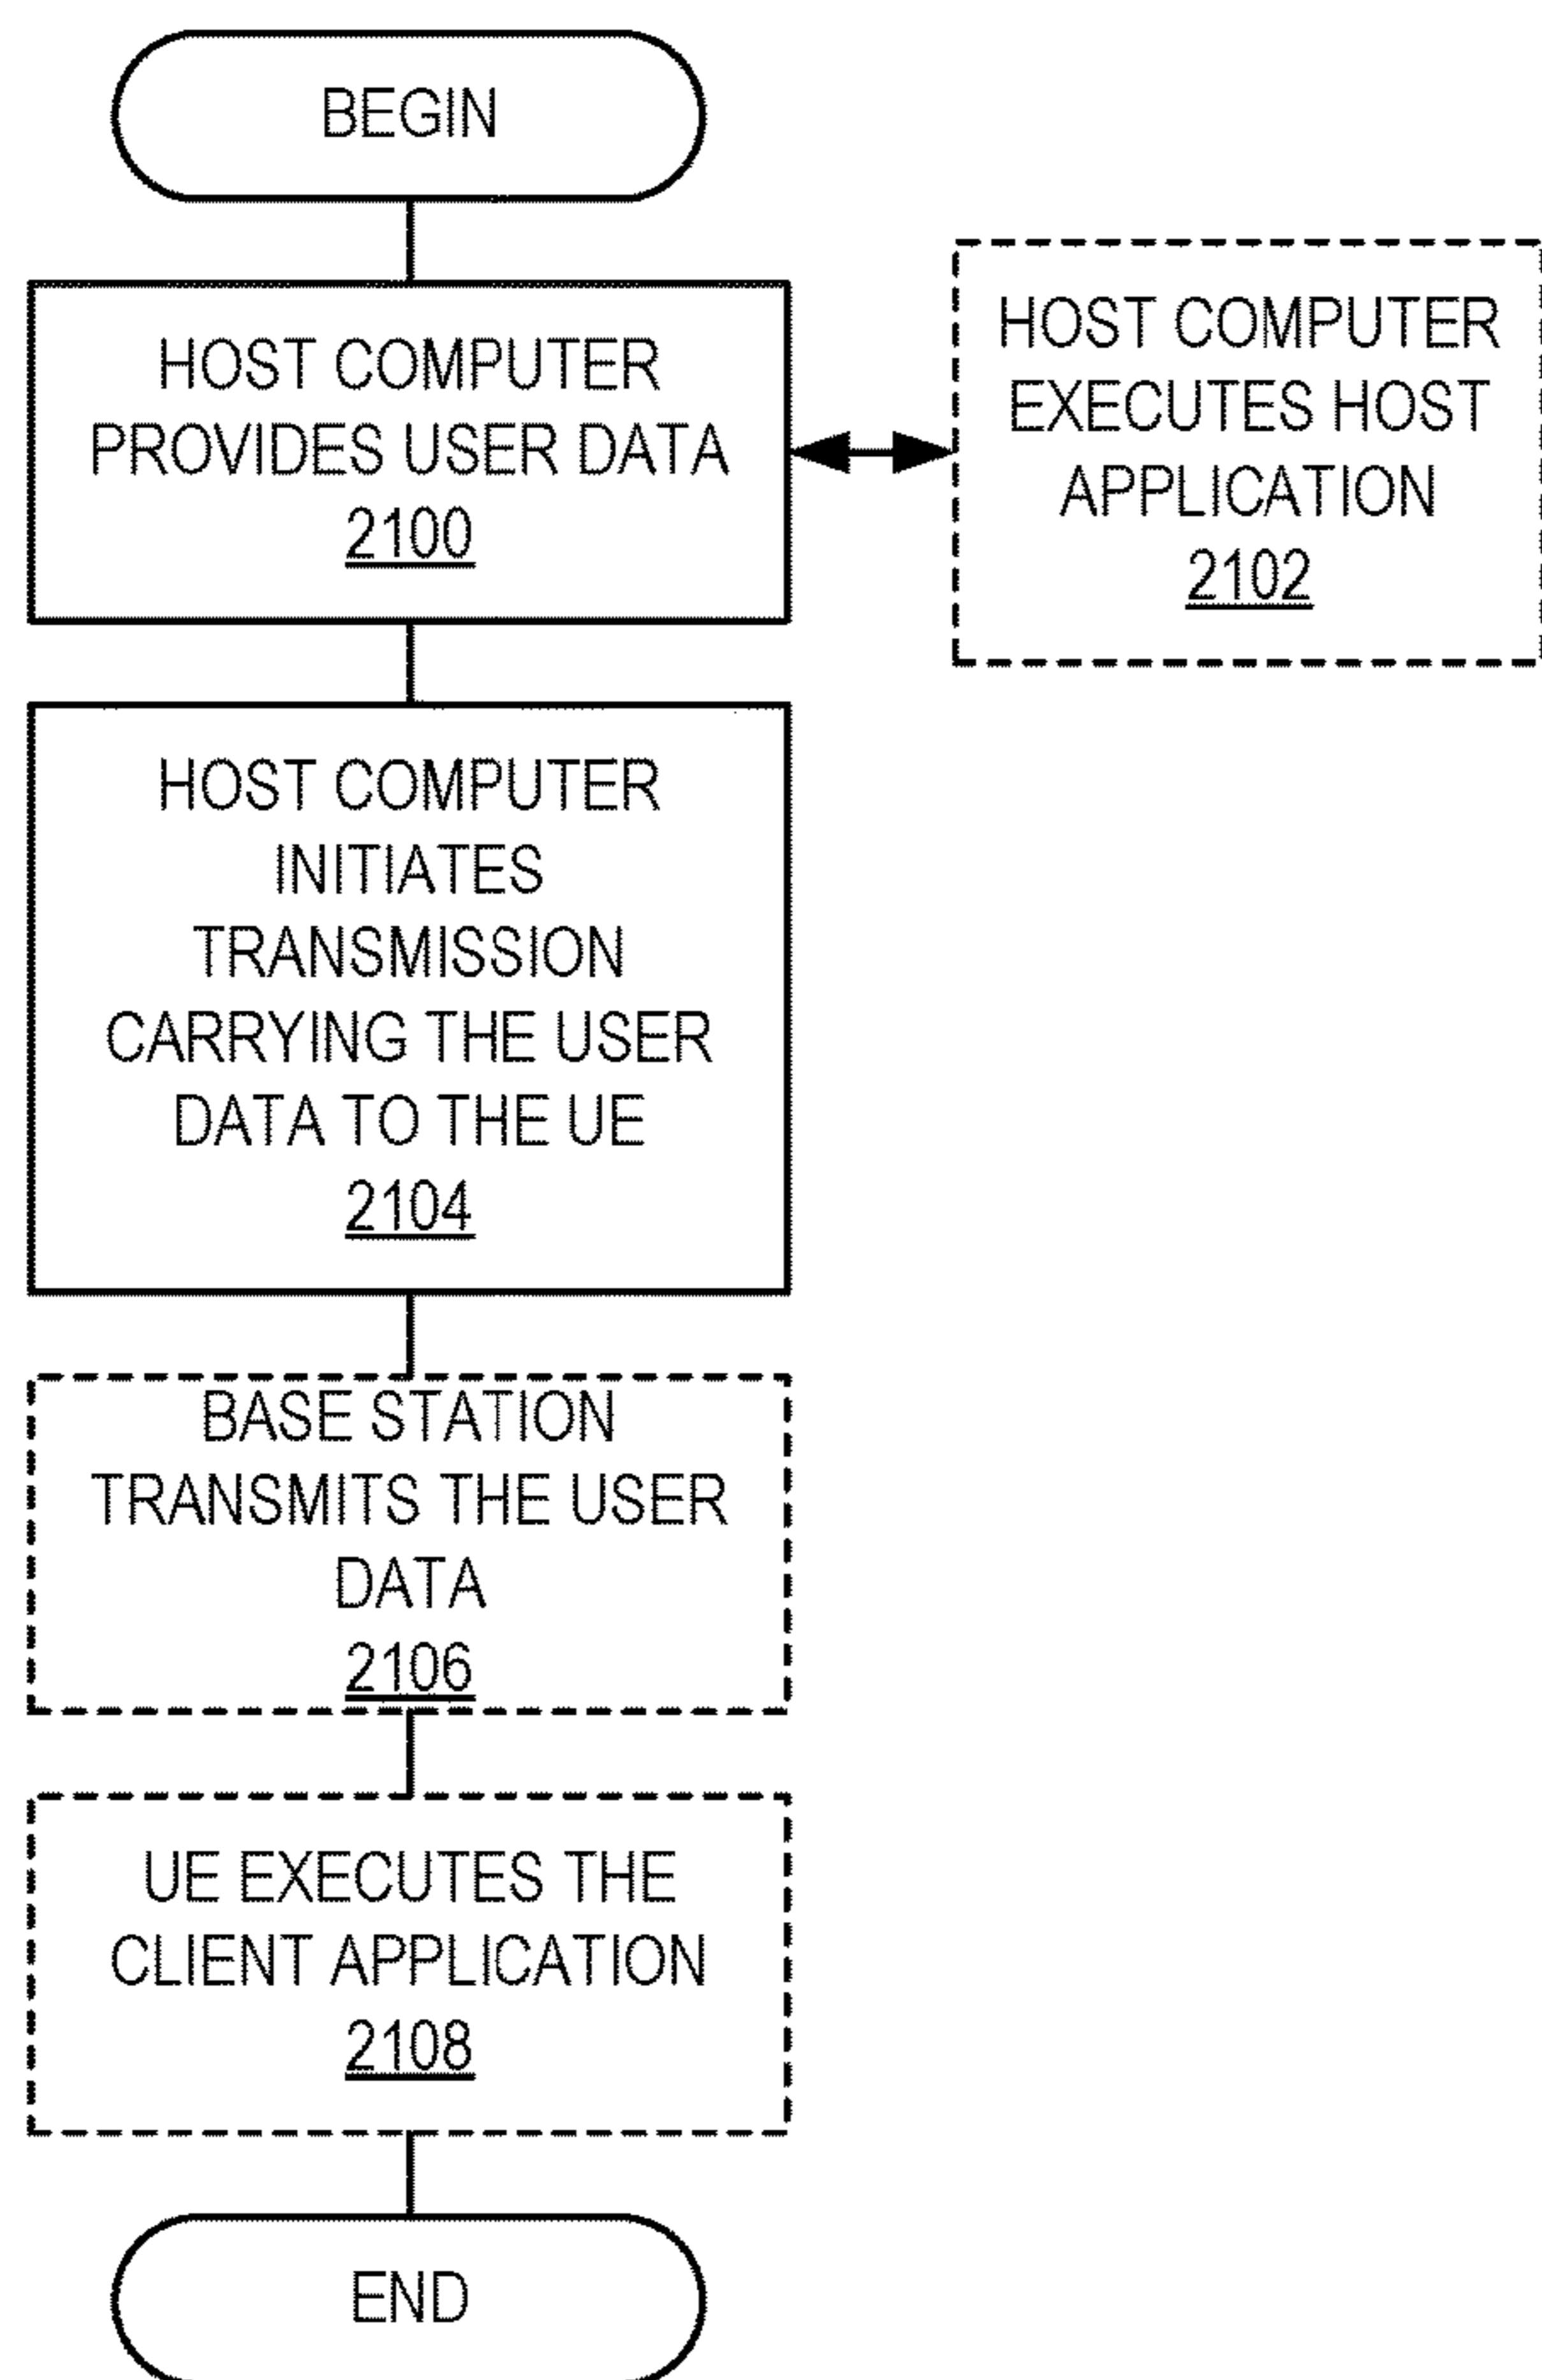 BEGIN
HOST COMPUTER
PROVIDES USER DATA
2100
HOST COMPUTER
EXECUTES HOST
APPLICATION
2102
HOST COMPUTER
INITIATES
TRANSMISSION
CARRYING THE USER
DATA TO THE UE
2104
BASE STATION
TRANSMITS THE USER
DATA
2106
UE EXECUTES THE
CLIENT APPLICATION
2108
END